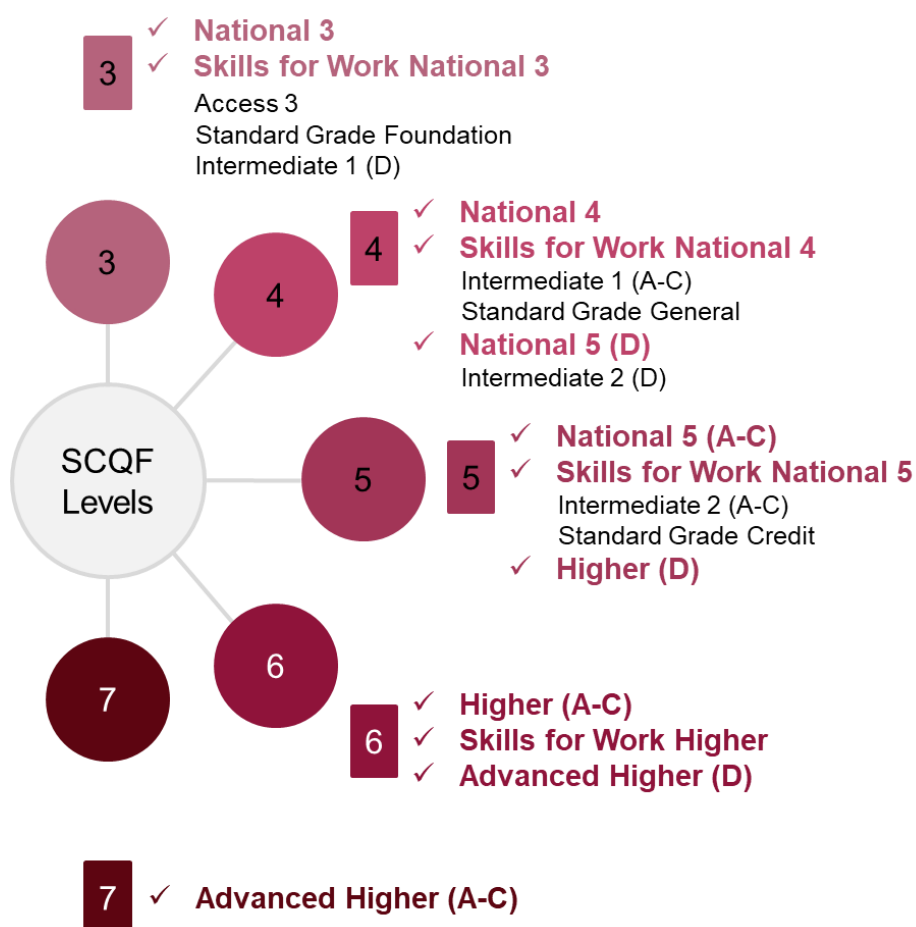 3
✓ National 3
✓ Skills for Work National 3
Access 3
Standard Grade Foundation
Intermediate 1 (D)
3
4
4
✓ National 4
✓ Skills for Work National 4
Intermediate 1 (A-C)
Standard Grade General
✓ National 5 (D)
Intermediate 2 (D)
SCQF
Levels
5
5
✓ National 5 (A-C)
✓ Skills for Work National 5
Intermediate 2 (A-C)
Standard Grade Credit
✓ Higher (D)
6
7
6
✓ Higher (A-C)
✓ Skills for Work Higher
✓ Advanced Higher (D)
7
✓ Advanced Higher (A-C)